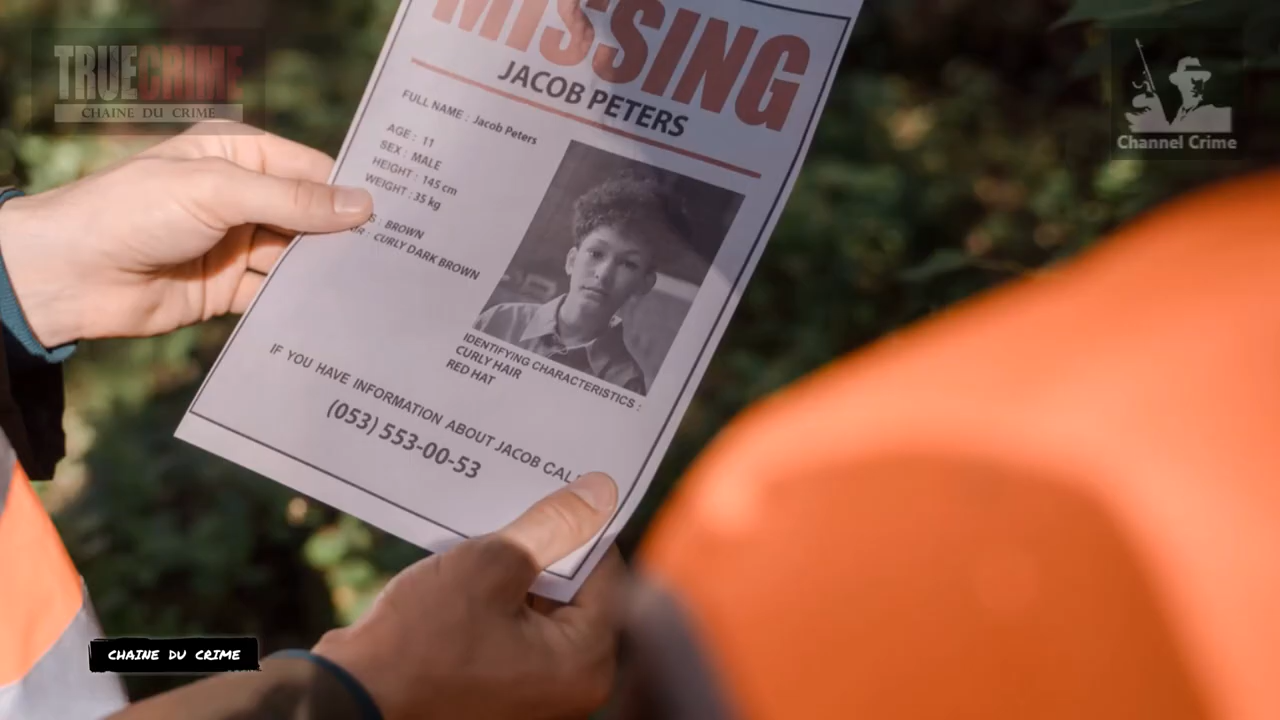 TRUECRIME
CHAINE DU CRIME
Channel Crime
MISSING
JACOB PETERS
FULL NAME : Jacob Peters
AGE : 11
SEX : MALE
HEIGHT : 145 cm
WEIGHT : 35 kg
: BROWN
: CURLY DARK BROWN
IDENTIFYING CHARACTERISTICS :
CURLY HAIR
RED HAT
IF YOU HAVE INFORMATION ABOUT JACOB CALL
(053) 553-00-53
CHAINE DU CRIME